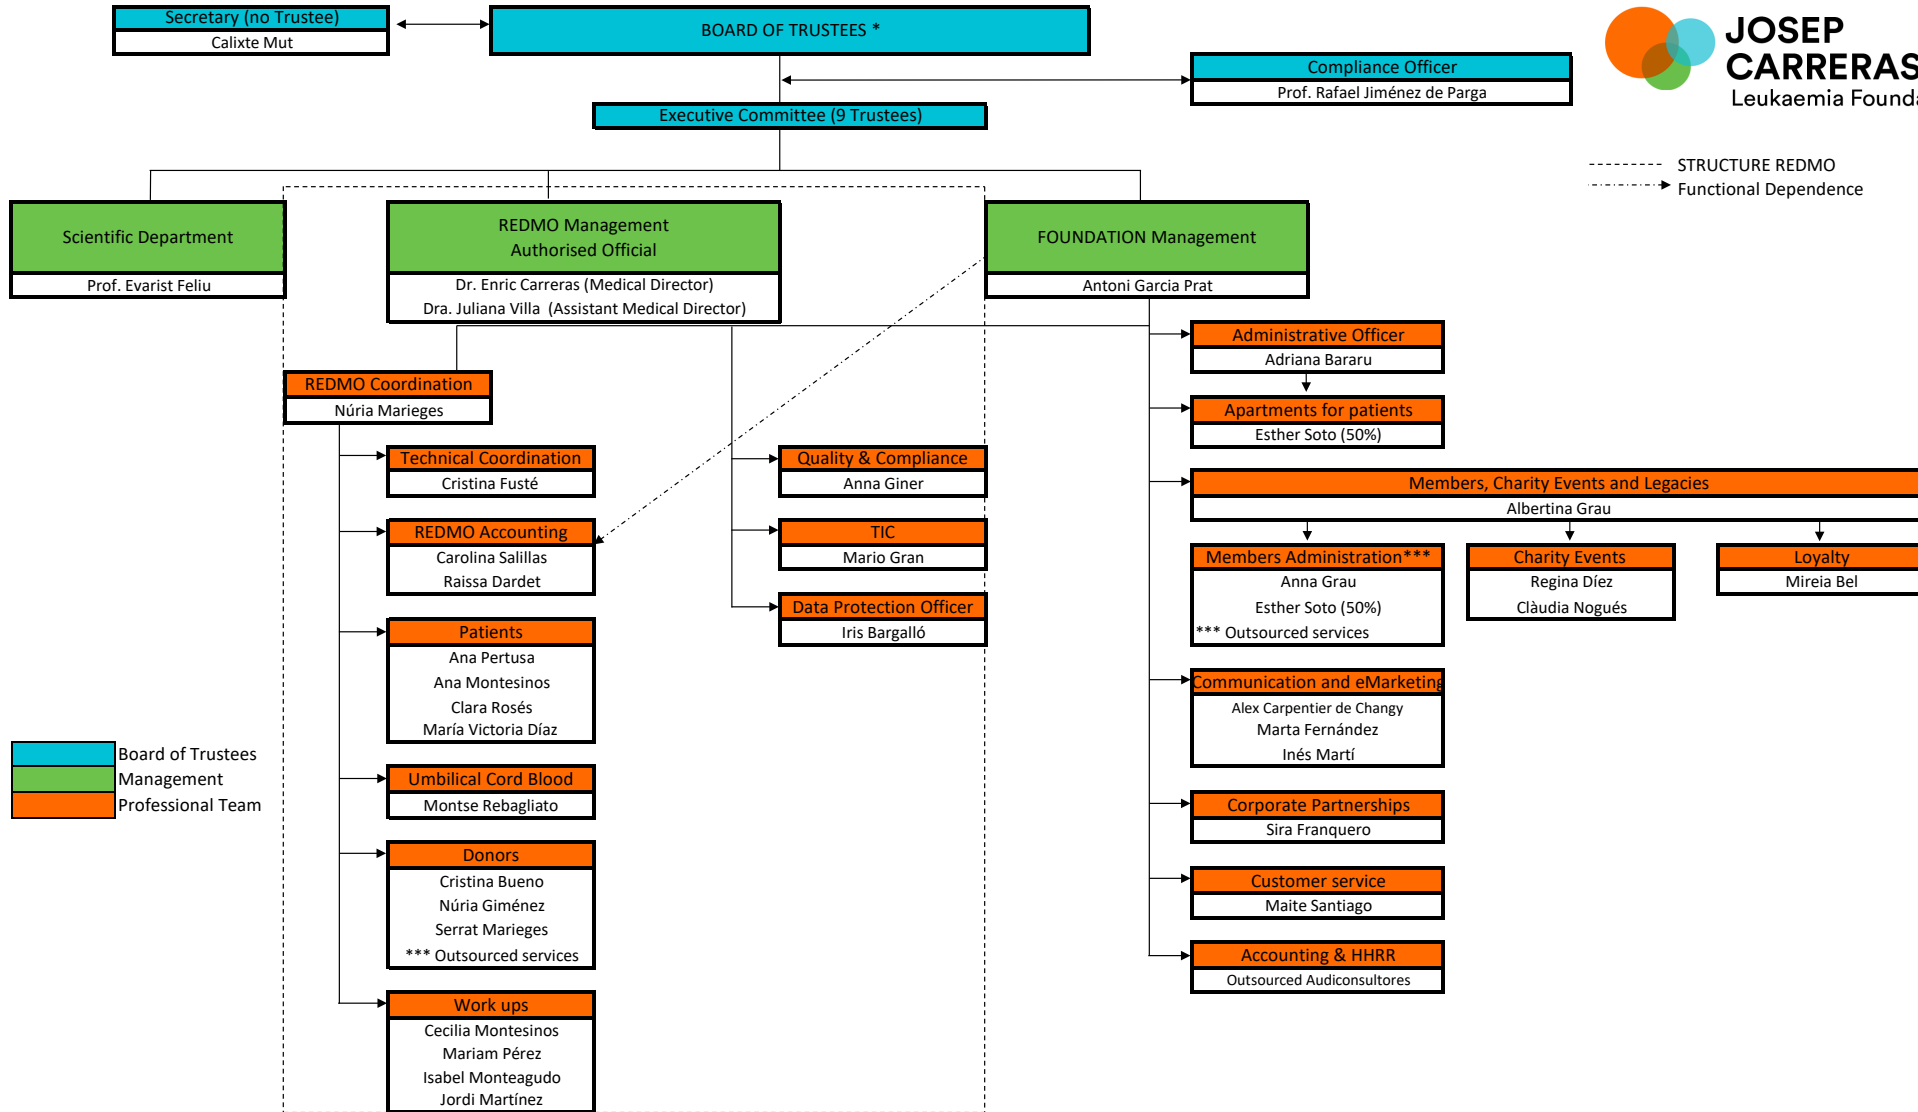 Secretary (no Trustee)
Calixte Mut
BOARD OF TRUSTEES *
JOSEP
CARRERAS
Leukaemia
Compliance Officer
Prof. Rafael Jiménez de Parga
Executive Committee (9 Trustees)
STRUCTURE REDMO
Functional Dependence
Scientific Department
Prof. Evarist Feliu
REDMO Management
Authorised Official
Dr. Enric Carreras (Medical Director)
Dra. Juliana Villa (Assistant Medical Director)
FOUNDATION Management
Antoni Garcia Prat
REDMO Coordination
Núria Marieges
Technical Coordination
Cristina Fusté
REDMO Accounting
Carolina Salillas
Raissa Dardet
Patients
Ana Pertusa
Ana Montesinos
Clara Rosés
María Victoria Díaz
Umbilical Cord Blood
Montse Rebagliato
Donors
Cristina Bueno
Núria Giménez
Serrat Marieges
*** Outsourced services
Work ups
Cecilia Montesinos
Mariam Pérez
Isabel Monteagudo
Jordi Martínez
Quality & Compliance
Anna Giner
TIC
Mario Gran
Data Protection Officer
Iris Bargalló
Administrative Officer
Adriana Bararu
Apartments for patients
Esther Soto (50%)
Members, Charity Events and Legacies
Albertina Grau
Members Administration***
Anna Grau
Esther Soto (50%)
*** Outsourced services
Charity Events
Regina Díez
Clàudia Nogués
Loyalty
Mireia Bel
Communication and eMarketing
Alex Carpentier de Changy
Marta Fernández
Inés Martí
Corporate Partnerships
Sira Franquero
Customer service
Maite Santiago
Accounting & HHRR
Outsourced Audiconsultores
Board of Trustees
Management
Professional Team